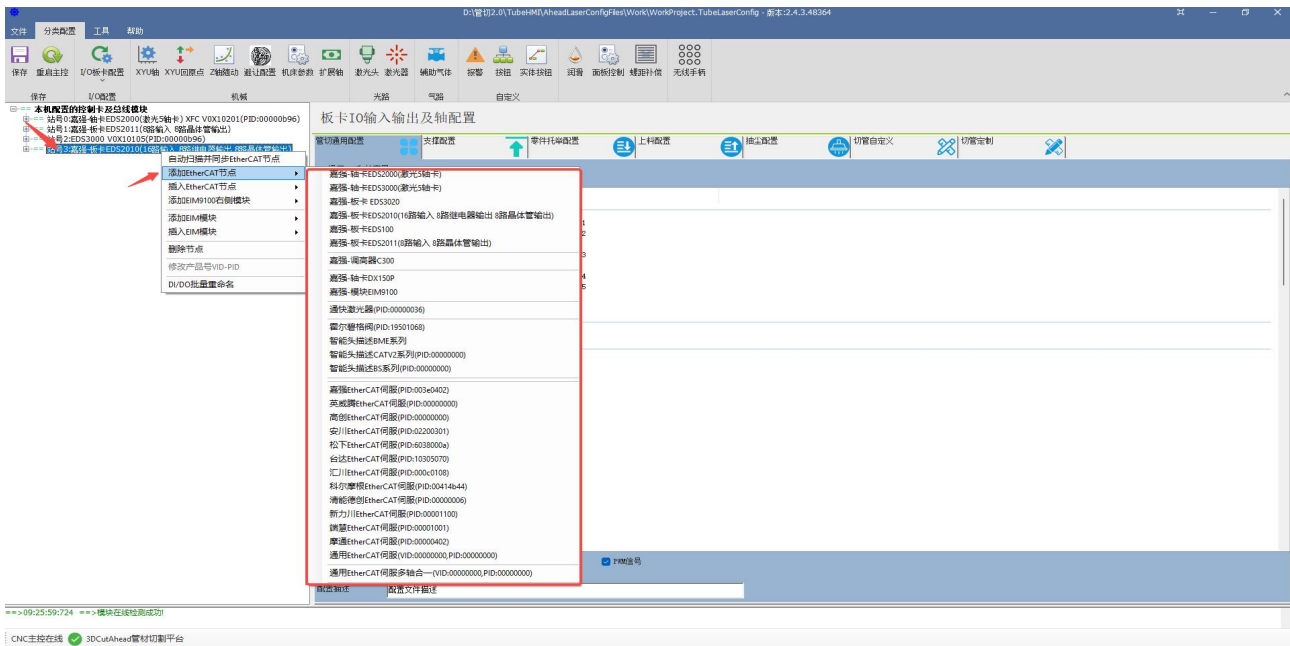 D:\管切2.0\TubeHMI\AheadLaserConfigFiles\Work\WorkProject.TubeLaserConfig - 版本:2.4.3.48364
文件 分类配置 工具 帮助
保存 重启主控 I/O板卡配置 XYU轴 XYU回原点 Z轴随动 避让配置 机床参数 扩展轴 激光头 激光器 辅助气体 报警 按钮 实体按钮 润滑 面板控制 螺距补偿 无线手柄
保存 I/O配置 机械 光路 气路 自定义
本机配置的控制卡及总线模块
站号0:嘉强-轴卡EDS2000(激光5轴卡) XFC V0X10201(PID:00000b96)
站号1:嘉强-板卡EDS2011(8路输入 8路晶体管输出)
站号2:EDS3000 V0X10105(PID:00000b96)
站号3:嘉强-板卡EDS2010(16路输入 8路继电器输出 8路晶体管输出)
自动扫描并同步EtherCAT节点
添加EtherCAT节点
插入EtherCAT节点
添加EIM9100右侧模块
添加EIM模块
插入EIM模块
删除节点
修改产品号VID-PID
DI/DO批量重命名
板卡IO输入输出及轴配置
管切通用配置 支撑配置 零件托举配置 上料配置 抽尘配置 切管自定义 切管定制
嘉强-轴卡EDS2000(激光5轴卡)
嘉强-轴卡EDS3000(激光5轴卡)
嘉强-板卡 EDS3020
嘉强-板卡EDS2010(16路输入 8路继电器输出 8路晶体管输出)
嘉强-板卡EDS100
嘉强-板卡EDS2011(8路输入 8路晶体管输出)
嘉强-调高器C300
嘉强-轴卡DX150P
嘉强-模块EIM9100
通快激光器(PID:00000036)
霍尔碧格阀(PID:19501068)
智能头描述BME系列
智能头描述CATV2系列(PID:00000000)
智能头描述BS系列(PID:00000000)
嘉强EtherCAT伺服(PID:003e0402)
英威腾EtherCAT伺服(PID:00000000)
高创EtherCAT伺服(PID:00000000)
安川EtherCAT伺服(PID:02200301)
松下EtherCAT伺服(PID:6038000a)
台达EtherCAT伺服(PID:10305070)
汇川EtherCAT伺服(PID:000c0108)
科尔摩根EtherCAT伺服(PID:00414b44)
清能德创EtherCAT伺服(PID:00000006)
新力川EtherCAT伺服(PID:00001100)
镌慧EtherCAT伺服(PID:00001001)
摩通EtherCAT伺服(PID:00000402)
通用EtherCAT伺服(VID:00000000,PID:00000000)
通用EtherCAT伺服多轴合一(VID:00000000,PID:00000000)
1
2
3
4
5
PWM信号
配置描述 配置文件描述
==>09:25:59:724 ==>模块在线检测成功!
CNC主控在线 3DCutAhead管材切割平台